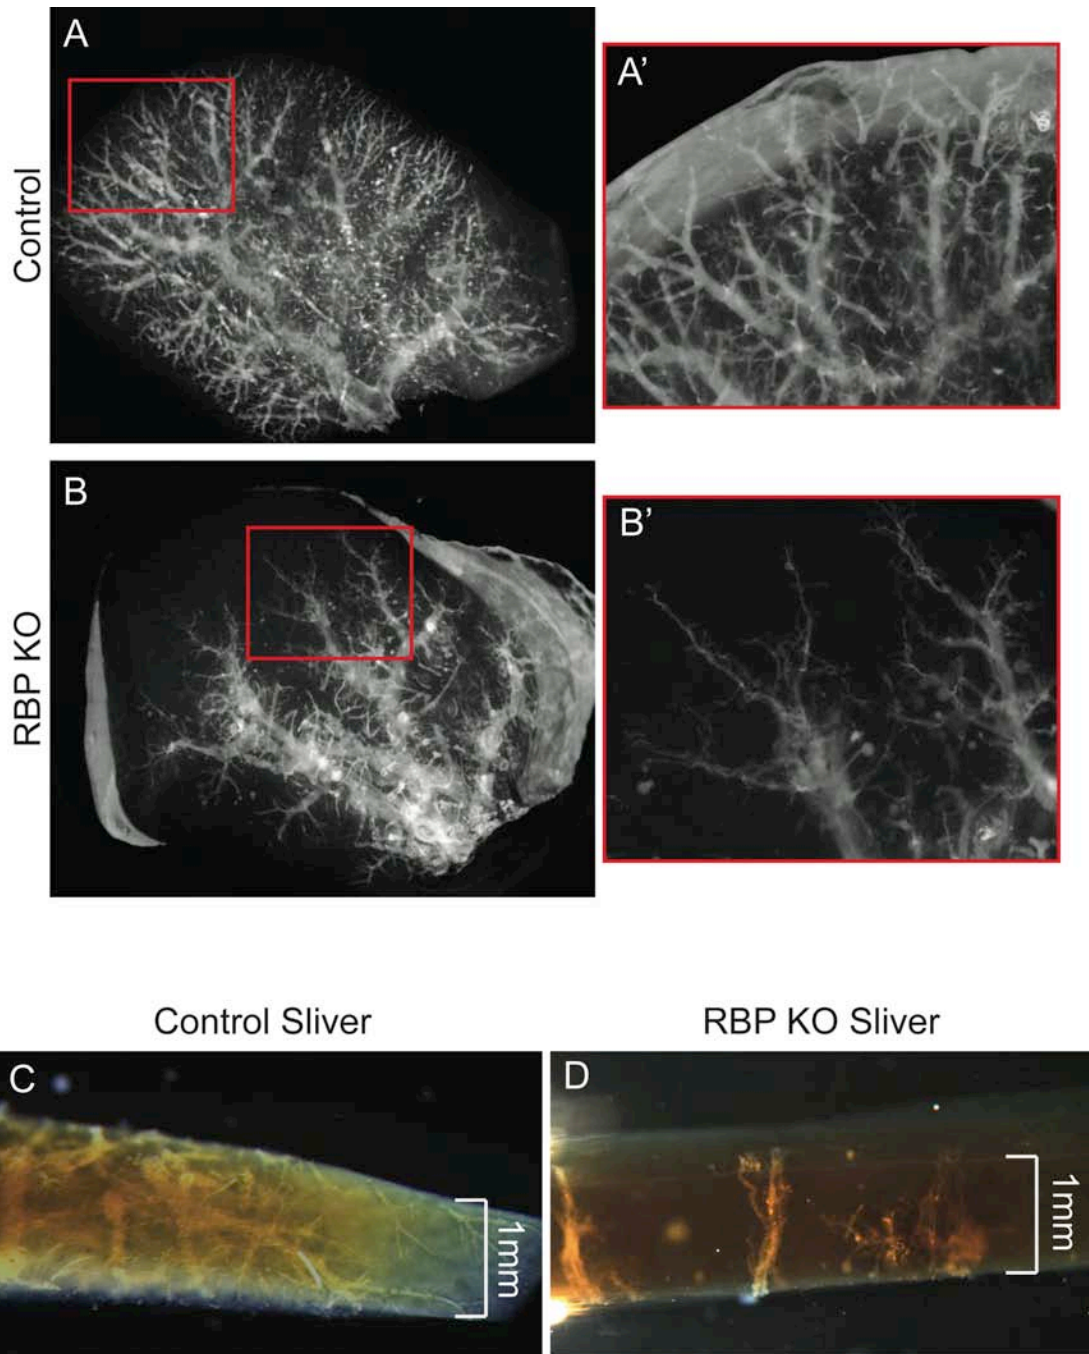 A
A'
Control
B
B'
RBP KO
Control Sliver
RBP KO Sliver
C
1mm
D
1mm